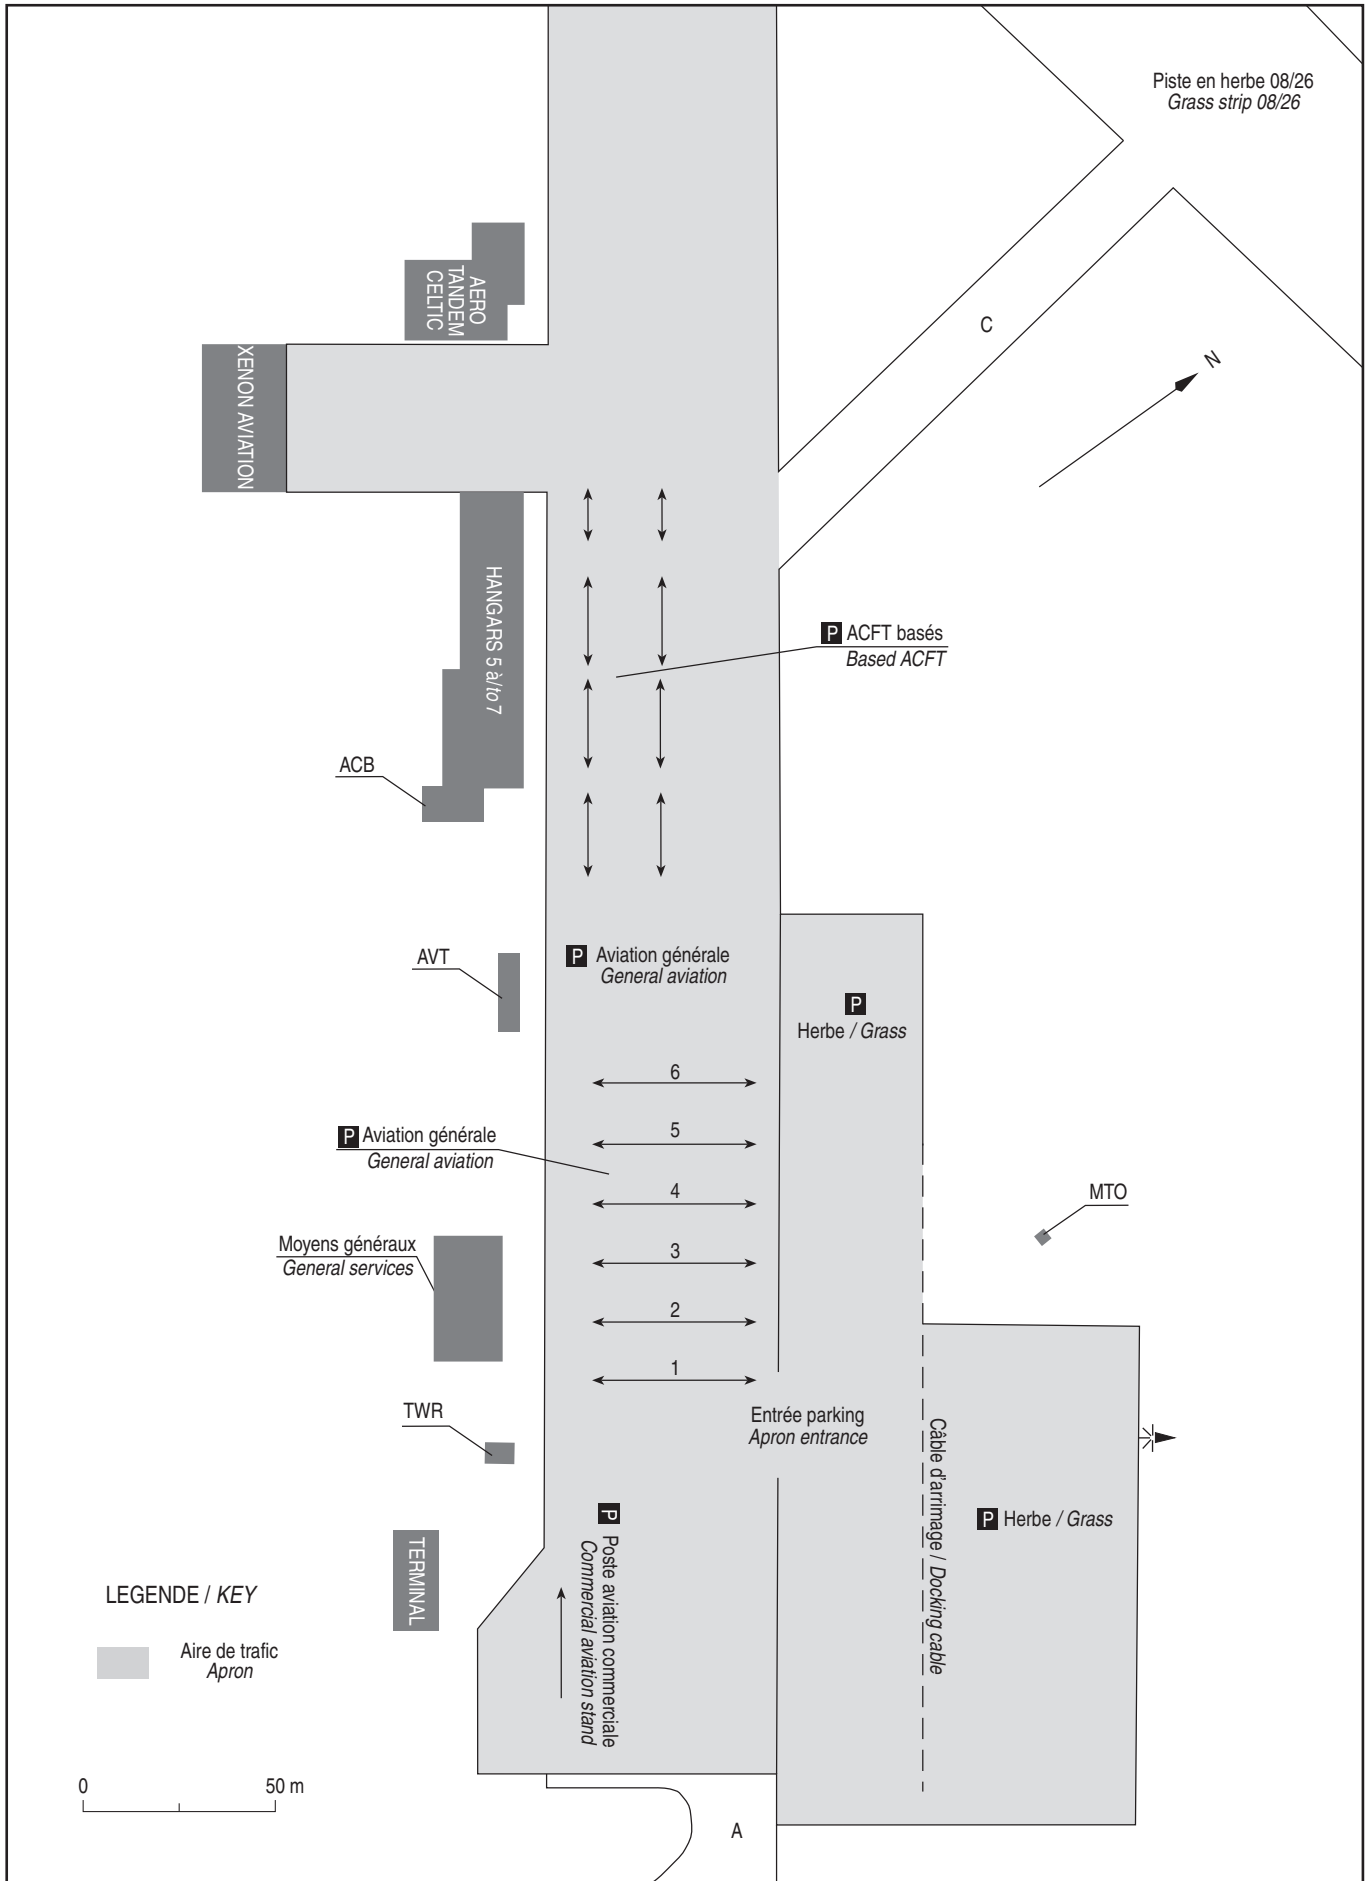 Piste en herbe 08/26
Grass strip 08/26
AERO
TANDEM
CELTIC
C
XENON AVIATION
N
HANGARS 5 à/to 7
P ACFT basés
Based ACFT
ACB
P Aviation générale
General aviation
AVT
P
Herbe / Grass
6
5
P Aviation générale
General aviation
4
MTO
3
Moyens généraux
General services
2
1
TWR
Entrée parking
Apron entrance
Câble d'arrimage / Docking cable
P Herbe / Grass
P Poste aviation commerciale
Commercial aviation stand
TERMINAL
LEGENDE / KEY
Aire de trafic
Apron
0 50 m
A